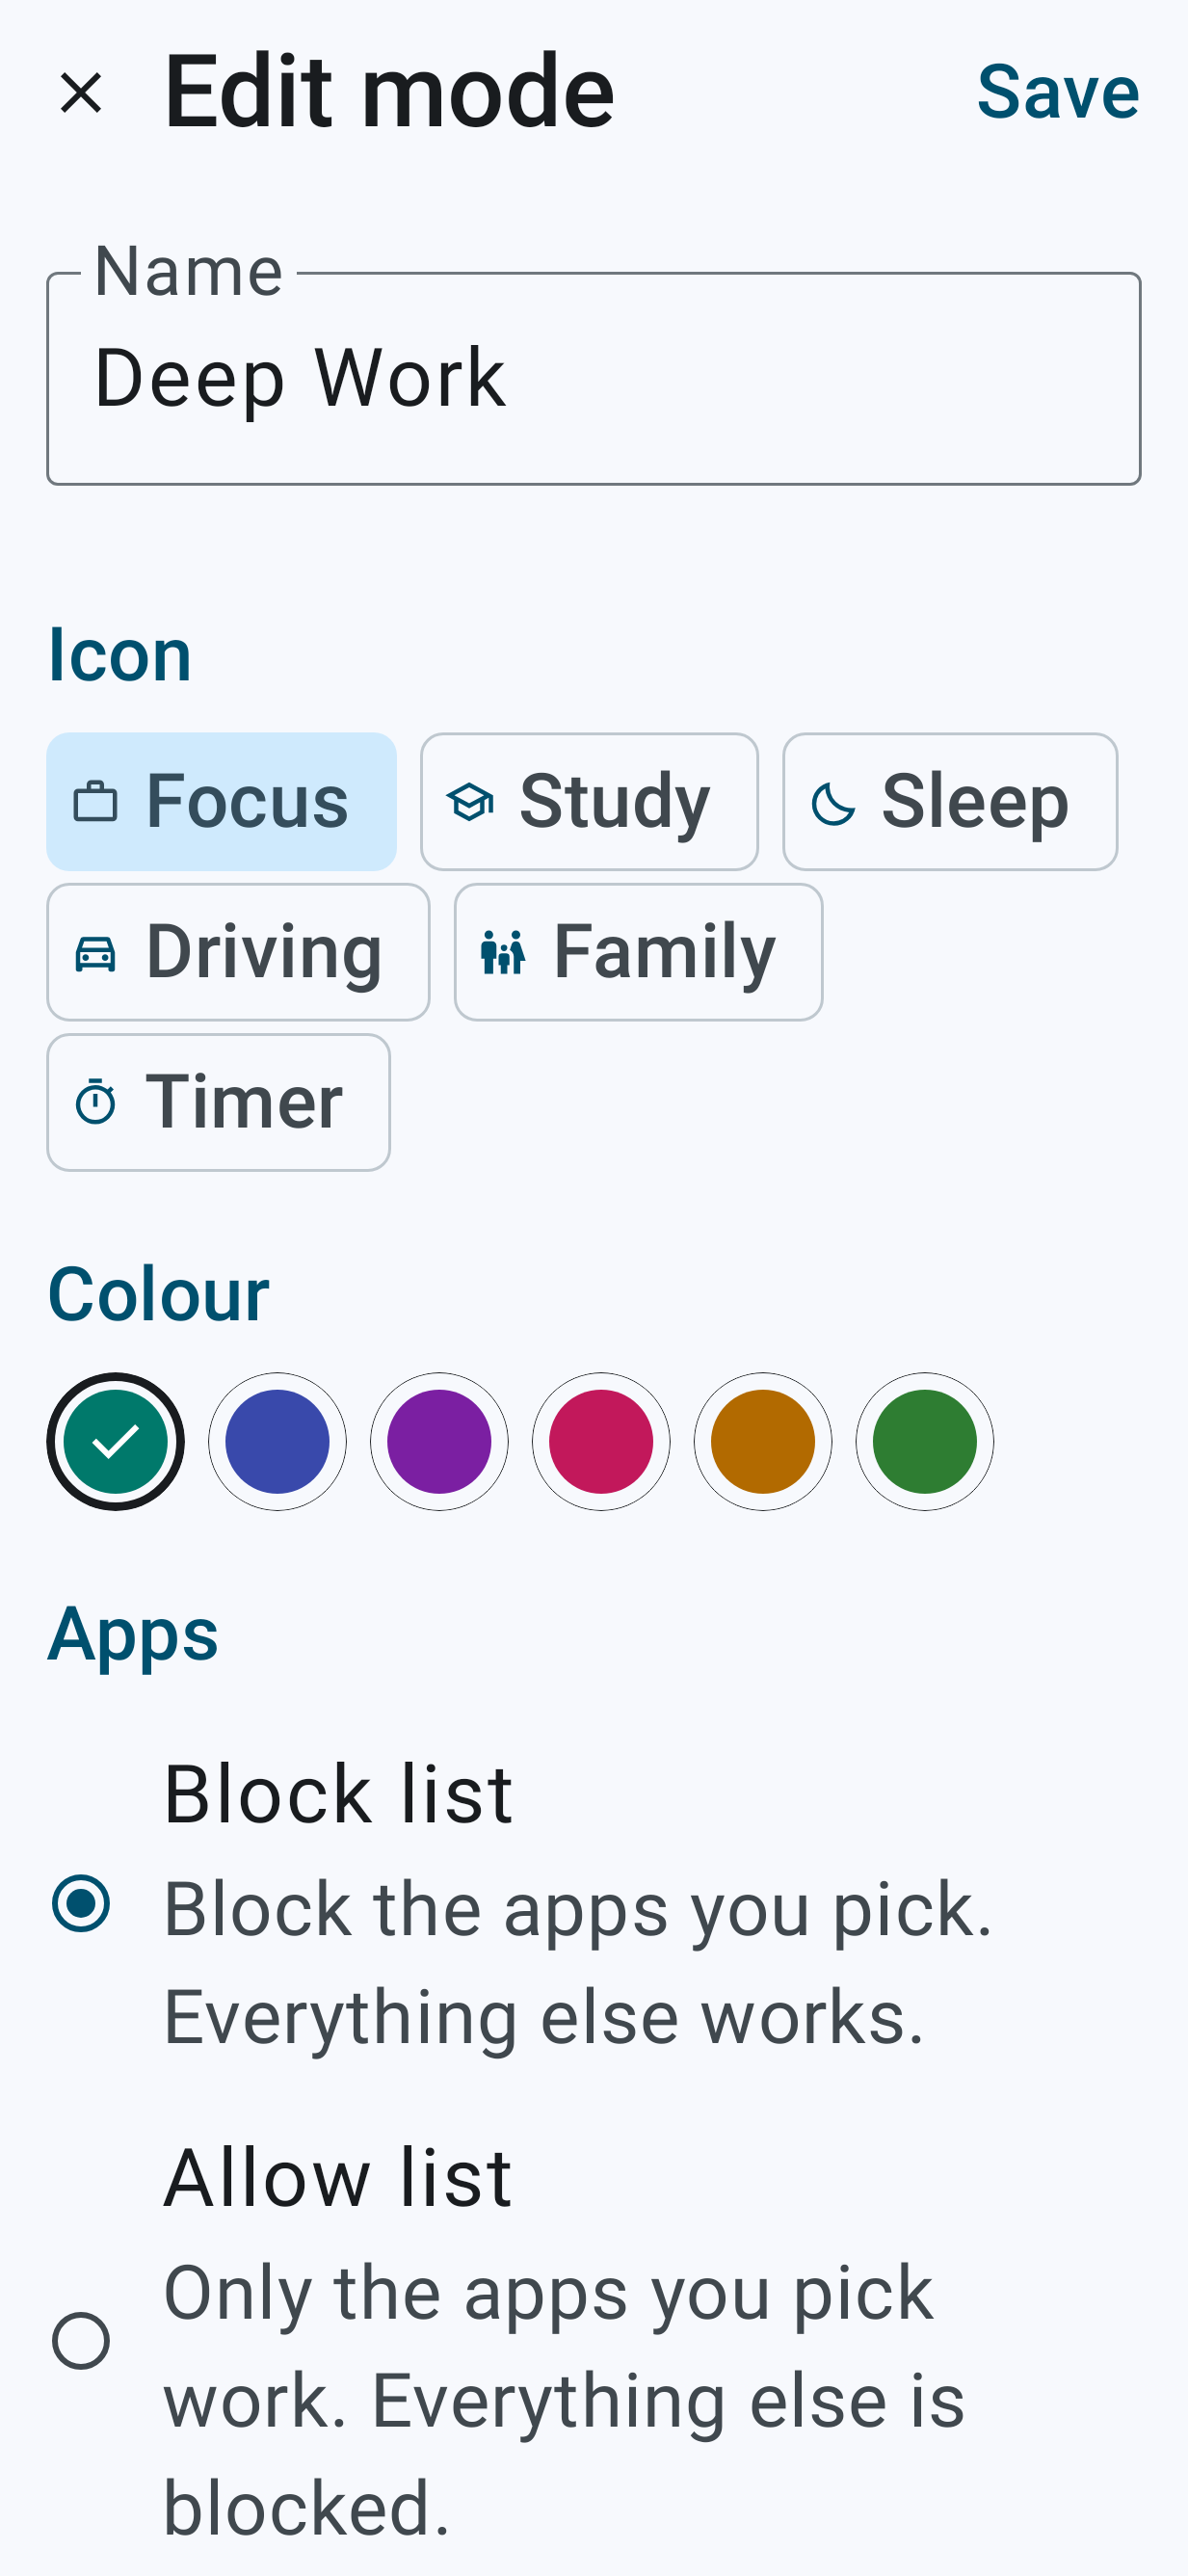 Edit mode
Save
Name
Deep Work
Icon
Focus
Study
Sleep
Driving
Family
Timer
Colour
Apps
Block list
Block the apps you pick.
Everything else works.
Allow list
Only the apps you pick
work. Everything else is
blocked.